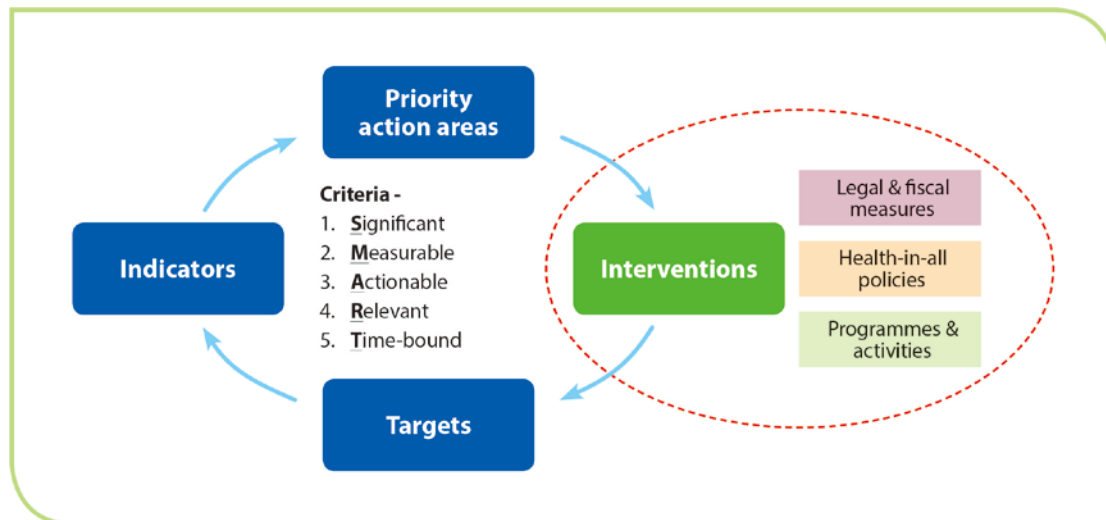 Priority
action areas
Criteria -
1. Significant
2. Measurable
3. Actionable
4. Relevant
5. Time-bound
Indicators
Interventions
Legal & fiscal
measures
Health-in-all
policies
Programmes &
activities
Targets